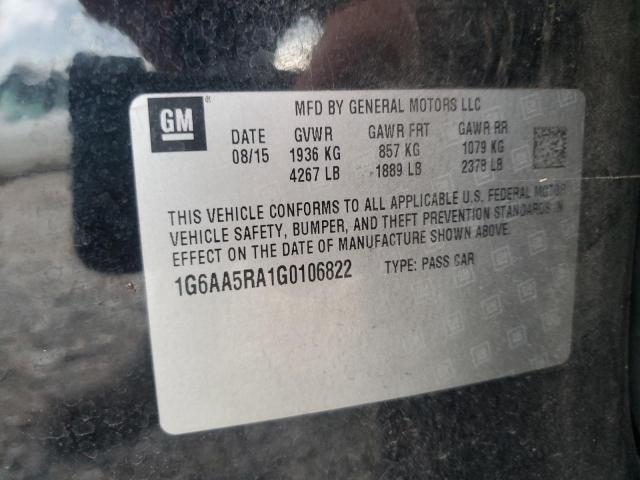 GM ®
MFD BY GENERAL MOTORS LLC
DATE GVWR GAWR FRT GAWR RR
08/15 1936 KG 857 KG 1079 KG
4267 LB 1889 LB 2378 LB
THIS VEHICLE CONFORMS TO ALL APPLICABLE U.S. FEDERAL MOTOR
VEHICLE SAFETY, BUMPER, AND THEFT PREVENTION STANDARDS IN
EFFECT ON THE DATE OF MANUFACTURE SHOWN ABOVE.
1G6AA5RA1G0106822 TYPE: PASS CAR